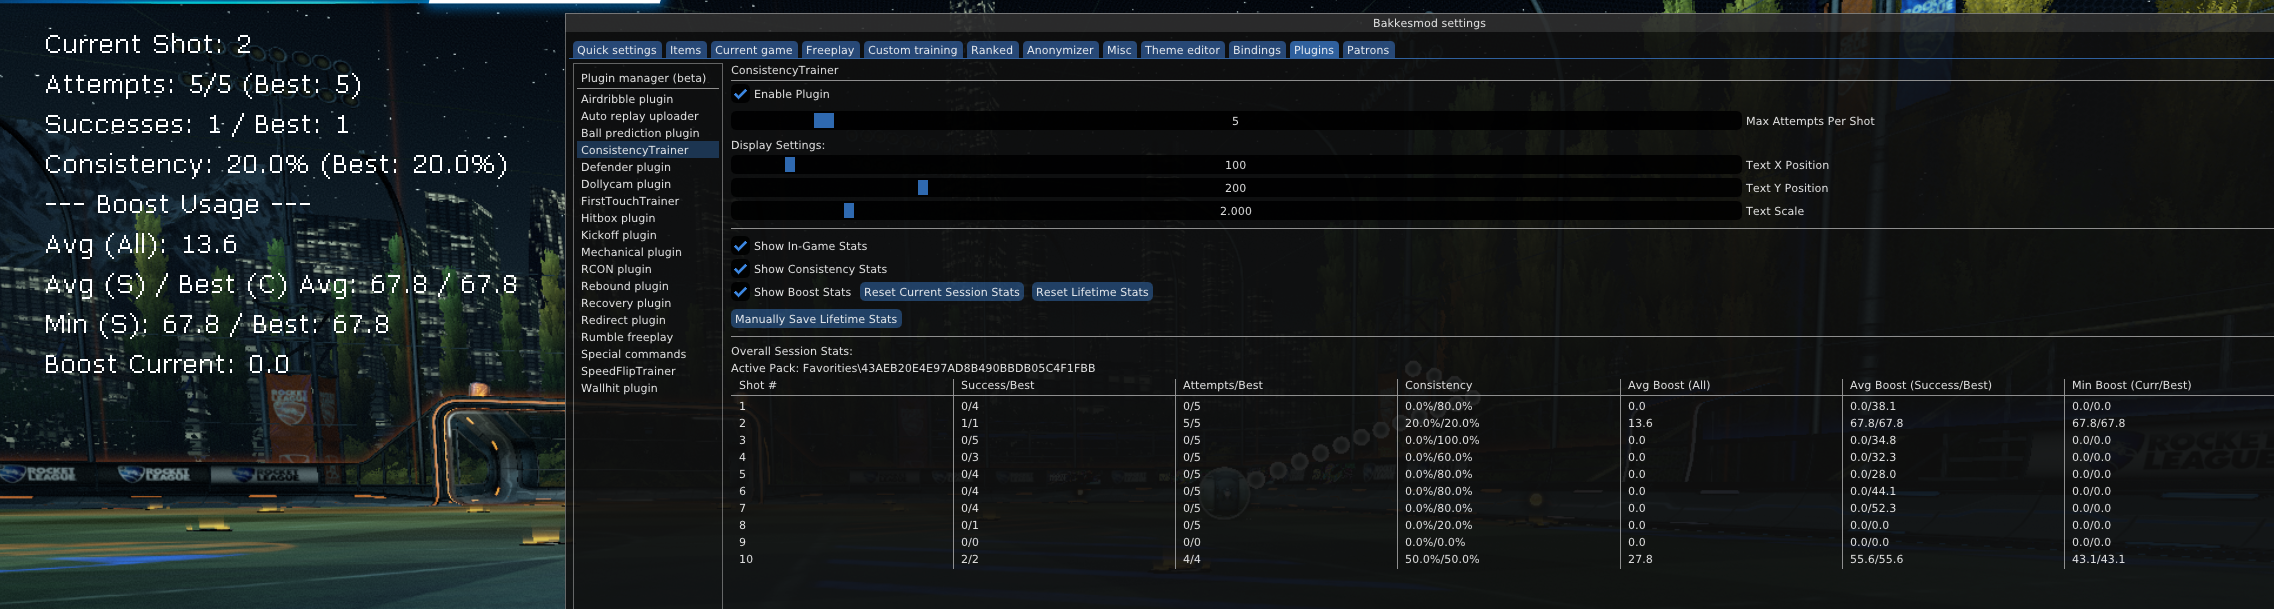 Current Shot: 2
Attempts: 5/5 (Best: 5)
Successes: 1 / Best: 1
Consistency: 20.0% (Best: 20.0%)
--- Boost Usage ---
Avg (All): 13.6
Avg (S) / Best (C) Avg: 67.8 / 67.8
Min (S): 67.8 / Best: 67.8
Boost Current: 0.0
ROCKET LEAGUE
ROCKET LEAGUE
ROCKET LEAGUE
Bakkesmod settings
Quick settings Items Current game Freeplay Custom training Ranked Anonymizer Misc Theme editor Bindings Plugins Patrons
Plugin manager (beta)
Airdribble plugin
Auto replay uploader
Ball prediction plugin
ConsistencyTrainer
Defender plugin
Dollycam plugin
FirstTouchTrainer
Hitbox plugin
Kickoff plugin
Mechanical plugin
RCON plugin
Rebound plugin
Recovery plugin
Redirect plugin
Rumble freeplay
Special commands
SpeedFlipTrainer
Wallhit plugin
ConsistencyTrainer
Enable Plugin
5 Max Attempts Per Shot
Display Settings:
100 Text X Position
200 Text Y Position
2.000 Text Scale
Show In-Game Stats
Show Consistency Stats
Show Boost Stats Reset Current Session Stats Reset Lifetime Stats
Manually Save Lifetime Stats
Overall Session Stats:
Active Pack: Favorities\43AEB20E4E97AD8B490BBDB05C4F1FBB
Shot # Success/Best Attempts/Best Consistency Avg Boost (All) Avg Boost (Success/Best) Min Boost (Curr/Best)
1 0/4 0/5 0.0%/80.0% 0.0 0.0/38.1 0.0/0.0
2 1/1 5/5 20.0%/20.0% 13.6 67.8/67.8 67.8/67.8
3 0/5 0/5 0.0%/100.0% 0.0 0.0/34.8 0.0/0.0
4 0/3 0/5 0.0%/60.0% 0.0 0.0/32.3 0.0/0.0
5 0/4 0/5 0.0%/80.0% 0.0 0.0/28.0 0.0/0.0
6 0/4 0/5 0.0%/80.0% 0.0 0.0/44.1 0.0/0.0
7 0/4 0/5 0.0%/80.0% 0.0 0.0/52.3 0.0/0.0
8 0/1 0/5 0.0%/20.0% 0.0 0.0/0.0 0.0/0.0
9 0/0 0/0 0.0%/0.0% 0.0 0.0/0.0 0.0/0.0
10 2/2 4/4 50.0%/50.0% 27.8 55.6/55.6 43.1/43.1
ROCKET
LEAGUE